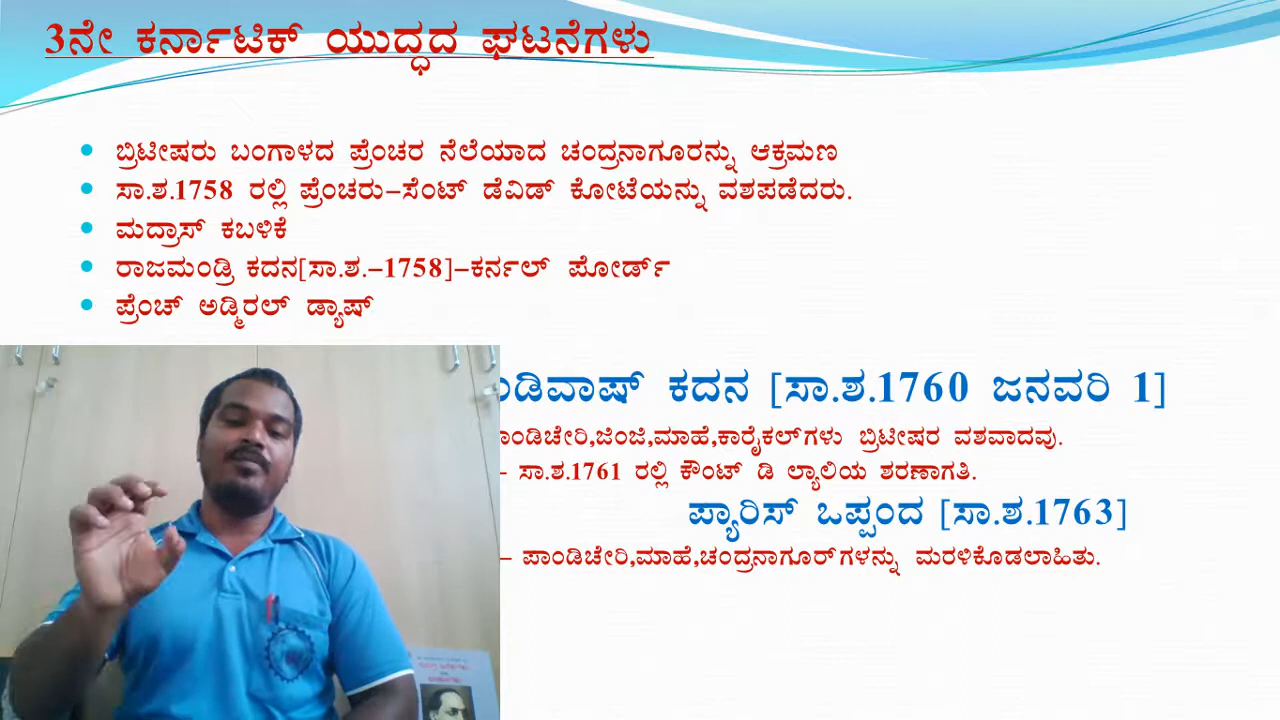 3ನೇ ಕರ್ನಾಟಿಕ್ ಯುದ್ಧದ ಘಟನೆಗಳು
ಬ್ರಿಟೀಷರು ಬಂಗಾಳದ ಪ್ರೆಂಚರ ನೆಲೆಯಾದ ಚಂದ್ರನಾಗೂರನ್ನು ಆಕ್ರಮಣ
ಸಾ.ಶ.1758 ರಲ್ಲಿ ಪ್ರೆಂಚರು-ಸೆಂಟ್ ಡೆವಿಡ್ ಕೋಟೆಯನ್ನು ವಶಪಡೆದರು.
ಮದ್ರಾಸ್ ಕಬಳಿಕೆ
ರಾಜಮಂಡ್ರಿ ಕದನ[ಸಾ.ಶ.-1758]-ಕರ್ನಲ್ ಪೋರ್ಡ್
ಪ್ರೆಂಚ್ ಅಡ್ಮಿರಲ್ ಡ್ಯಾಷ್
ಂಡಿವಾಷ್ ಕದನ [ಸಾ.ಶ.1760 ಜನವರಿ 1]
ಪಾಂಡಿಚೇರಿ,ಜಿಂಜಿ,ಮಾಹೆ,ಕಾರೈಕಲ್‌ಗಳು ಬ್ರಿಟೀಷರ ವಶವಾದವು.
- ಸಾ.ಶ.1761 ರಲ್ಲಿ ಕೌಂಟ್ ಡಿ ಲ್ಯಾಲಿಯ ಶರಣಾಗತಿ.
ಪ್ಯಾರಿಸ್ ಒಪ್ಪಂದ [ಸಾ.ಶ.1763]
- ಪಾಂಡಿಚೇರಿ,ಮಾಹೆ,ಚಂದ್ರನಾಗೂರ್‌ಗಳನ್ನು ಮರಳಿಕೊಡಲಾಹಿತು.